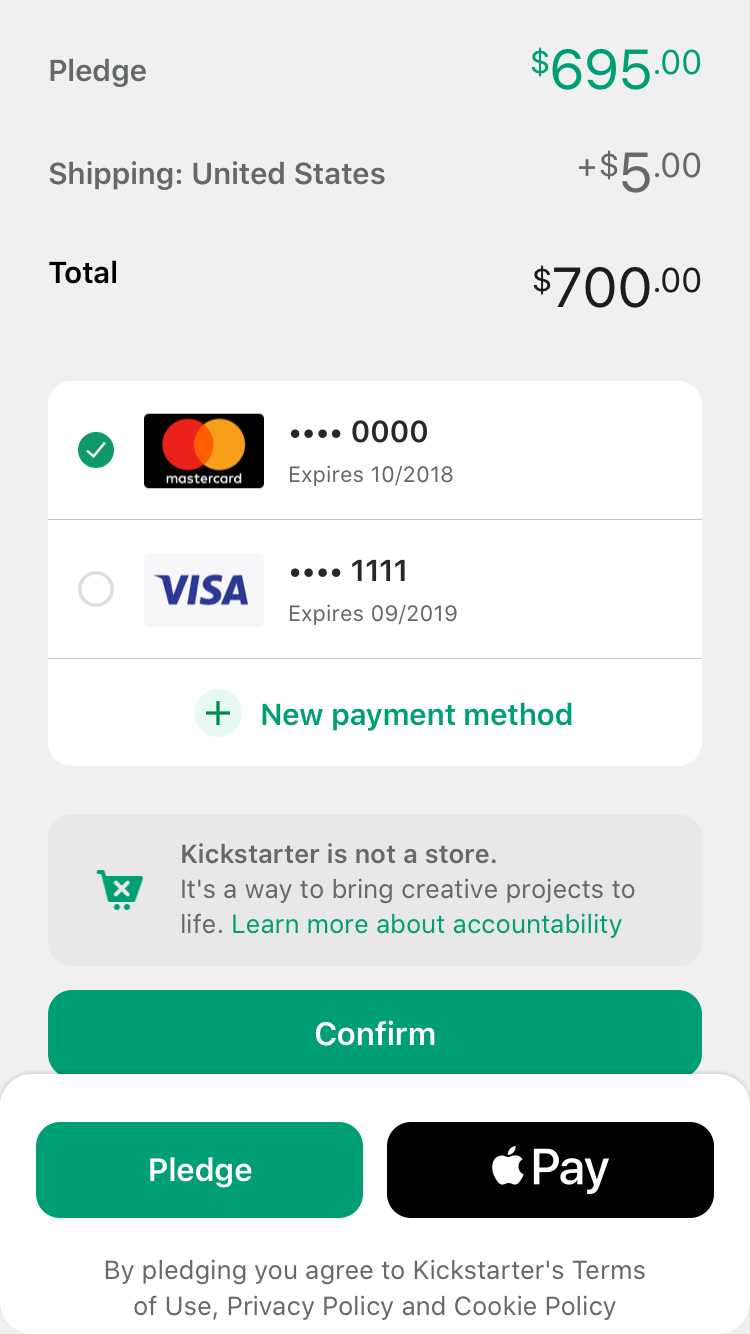 Pledge $695.00
Shipping: United States +$5.00
Total $700.00
mastercard
•••• 0000
Expires 10/2018
VISA
•••• 1111
Expires 09/2019
+ New payment method
Kickstarter is not a store.
It's a way to bring creative projects to
life. Learn more about accountability
Confirm
Pledge
Pay
By pledging you agree to Kickstarter's Terms
of Use, Privacy Policy and Cookie Policy